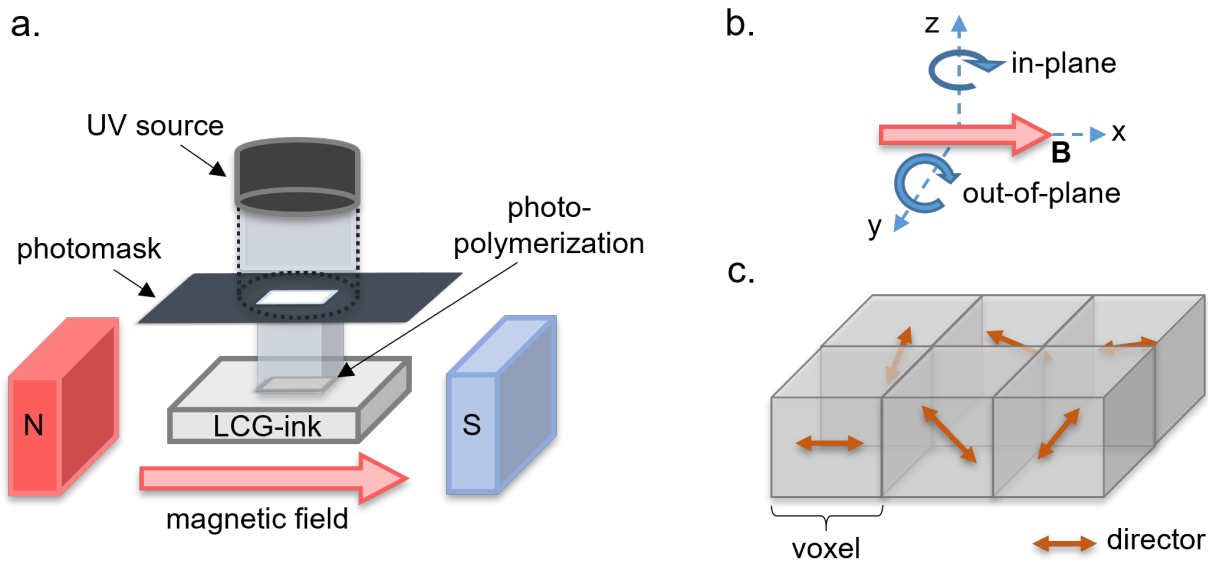 a.
UV source
photomask
photo-
polymerization
N
LCG-ink
S
magnetic field
b.
z
in-plane
x
B
out-of-plane
y
c.
voxel
director